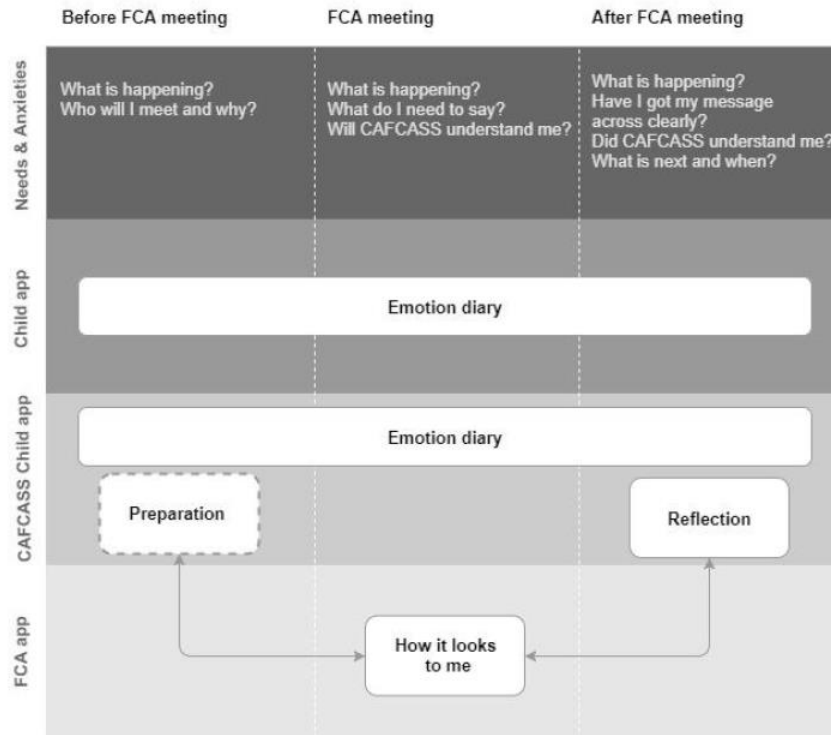 Before FCA meeting
FCA meeting
After FCA meeting
Needs & Anxieties
What is happening?
Who will I meet and why?
What is happening?
What do I need to say?
Will CAFCASS understand me?
What is happening?
Have I got my message
across clearly?
Did CAFCASS understand me?
What is next and when?
Child app
Emotion diary
CAFCASS Child app
Emotion diary
Preparation
Reflection
FCA app
How it looks
to me